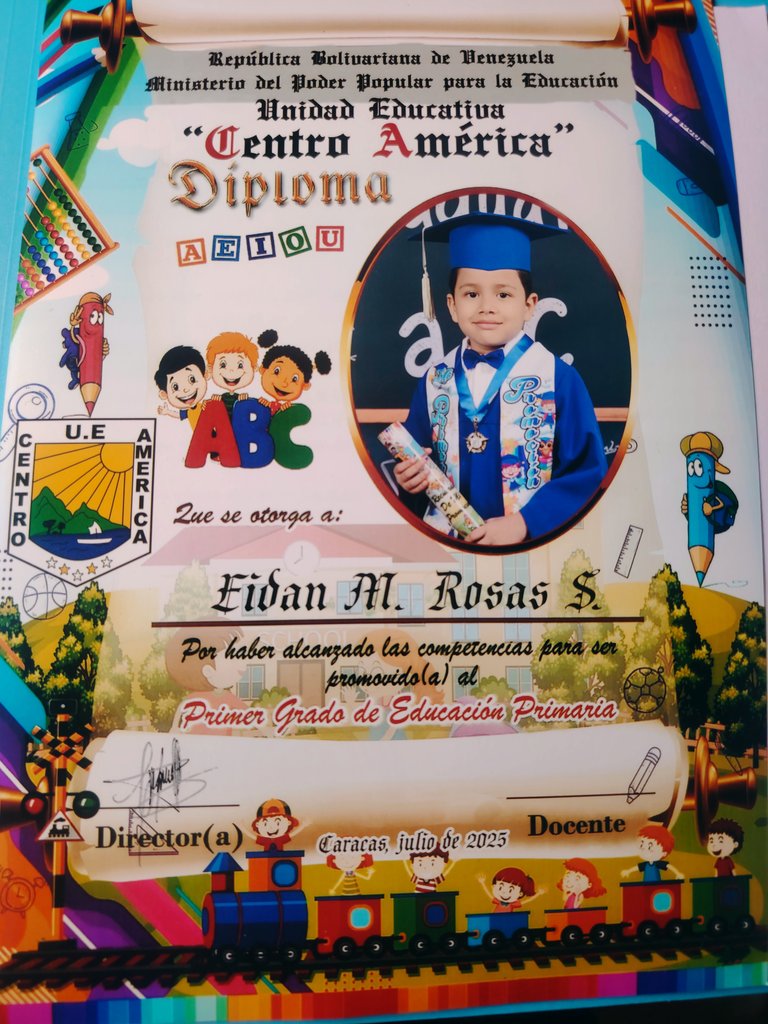 República Bolivariana de Venezuela
Ministerio del Poder Popular para la Educación
Unidad Educativa
“Centro América”
Diploma
A E I O U
ABC
U.E
CENTRO
AMERICA
Que se otorga a:
Eidan M. Rosas S.
Por haber alcanzado las competencias para ser
promovido(a) al
Primer Grado de Educación Primaria
Director(a)
Docente
Caracas, julio de 2025